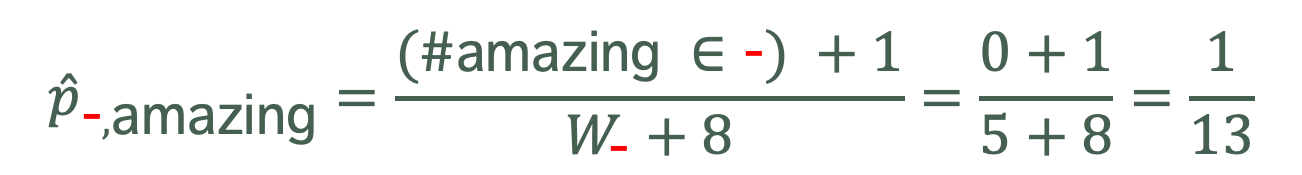 p̂₋,amazing = ((#amazing ∈ -) + 1) / (W₋ + 8) = (0 + 1) / (5 + 8) = 1 / 13